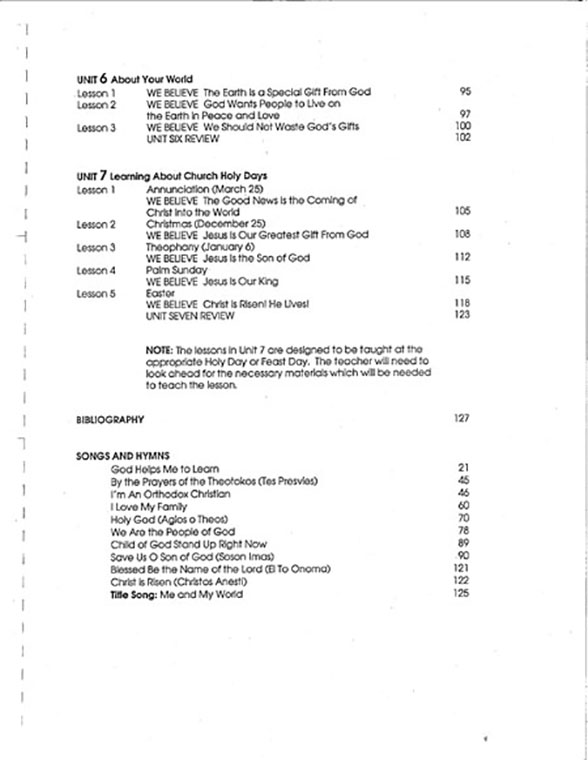 UNIT 6 About Your World
Lesson 1 WE BELIEVE The Earth Is a Special Gift From God 95
Lesson 2 WE BELIEVE God Wants People to Live on
the Earth in Peace and Love 97
Lesson 3 WE BELIEVE We Should Not Waste God's Gifts 100
UNIT SIX REVIEW 102
UNIT 7 Learning About Church Holy Days
Lesson 1 Annunciation (March 25)
WE BELIEVE The Good News Is the Coming of
Christ Into the World 105
Lesson 2 Christmas (December 25)
WE BELIEVE Jesus Is Our Greatest Gift From God 108
Lesson 3 Theophany (January 6)
WE BELIEVE Jesus Is the Son of God 112
Lesson 4 Palm Sunday
WE BELIEVE Jesus Is Our King 115
Lesson 5 Easter
WE BELIEVE Christ Is Risen! He Lives! 118
UNIT SEVEN REVIEW 123
NOTE: The lessons in Unit 7 are designed to be taught at the
appropriate Holy Day or Feast Day. The teacher will need to
look ahead for the necessary materials which will be needed
to teach the lesson.
BIBLIOGRAPHY 127
SONGS AND HYMNS
God Helps Me to Learn 21
By the Prayers of the Theotokos (Tes Presvies) 45
I'm An Orthodox Christian 46
I Love My Family 60
Holy God (Agios o Theos) 70
We Are the People of God 78
Child of God Stand Up Right Now 89
Save Us O Son of God (Soson Imas) 90
Blessed Be the Name of the Lord (El To Onoma) 121
Christ Is Risen (Christos Anesti) 122
Title Song: Me and My World 125